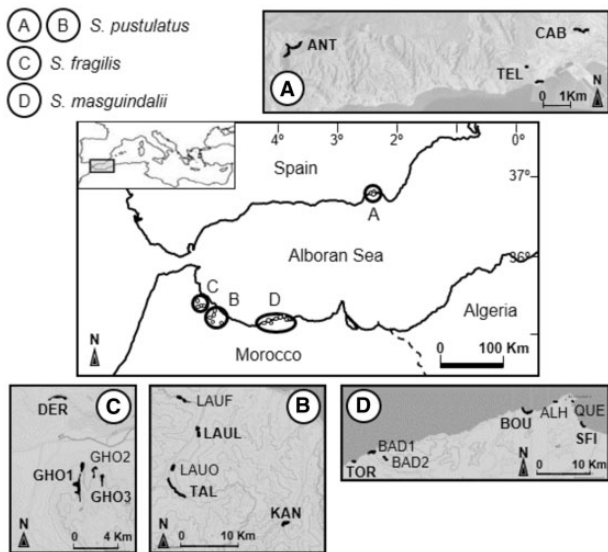 A B S. pustulatus
C S. fragilis
D S. masguindalii
ANT
CAB
TEL
A
N
0 1Km
4° 3° 2° 0°
Spain
37°
A
Alboran Sea
36°
C
B
D
Algeria
N
Morocco
0 100 Km
C
DER
GHO2
GHO1
GHO3
N
0 4 Km
B
LAUF
LAUL
LAUO
TAL
KAN
N
0 10 Km
D
QUE
ALH
BOU
SFI
BAD1
BAD2
TOR
N
0 10 Km